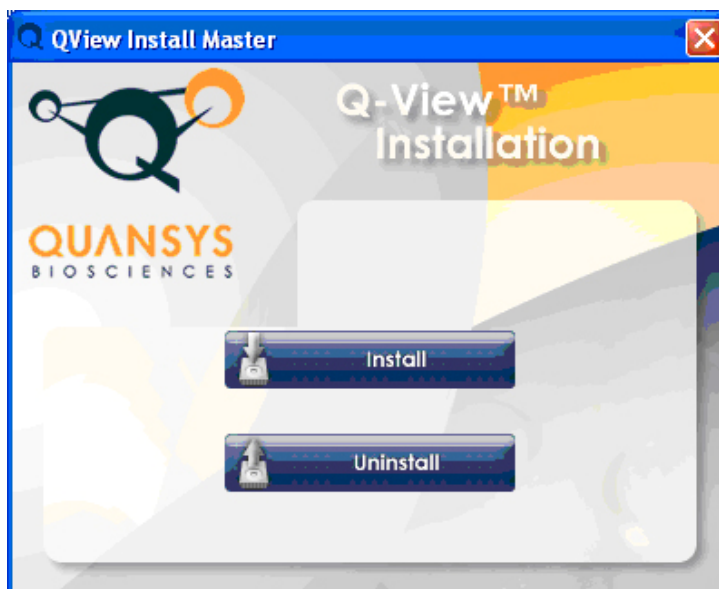 QView Install Master
Q-View™
Installation
QUANSYS
BIOSCIENCES
Install
Uninstall